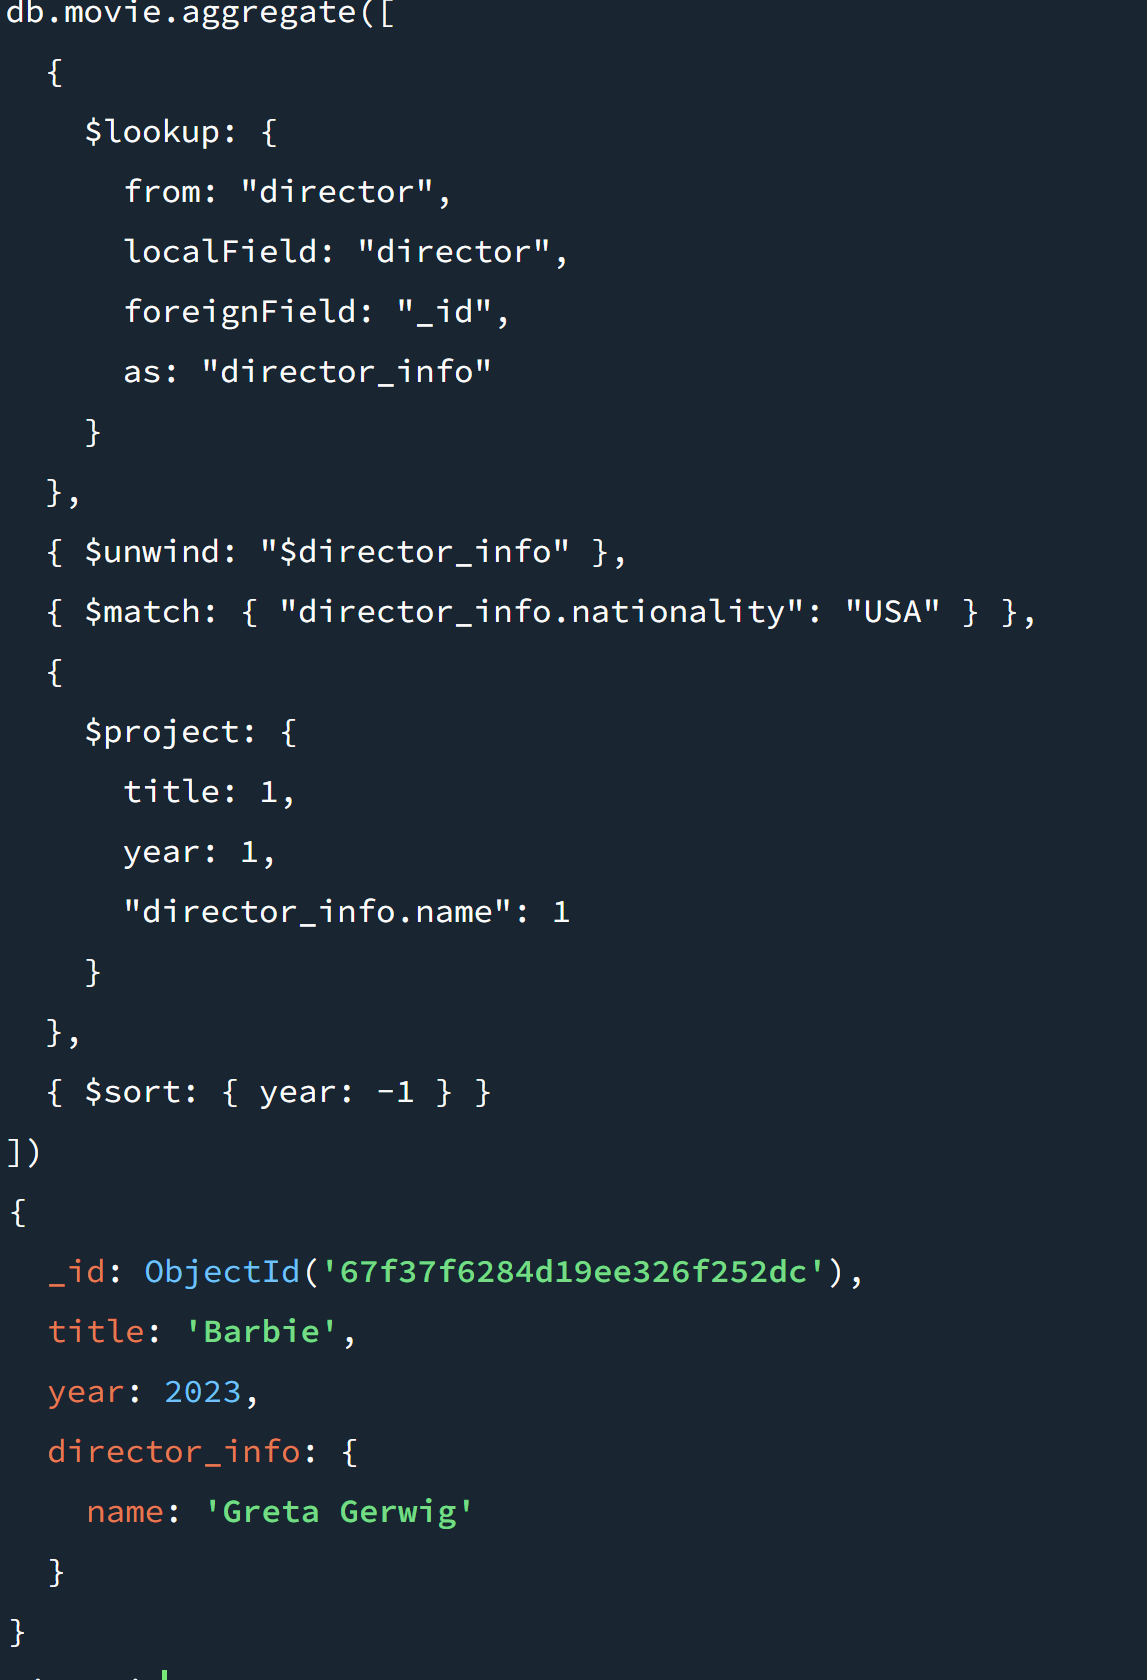 db.movie.aggregate([
  {
    $lookup: {
      from: "director",
      localField: "director",
      foreignField: "_id",
      as: "director_info"
    }
  },
  { $unwind: "$director_info" },
  { $match: { "director_info.nationality": "USA" } },
  {
    $project: {
      title: 1,
      year: 1,
      "director_info.name": 1
    }
  },
  { $sort: { year: -1 } }
])
{
  _id: ObjectId('67f37f6284d19ee326f252dc'),
  title: 'Barbie',
  year: 2023,
  director_info: {
    name: 'Greta Gerwig'
  }
}